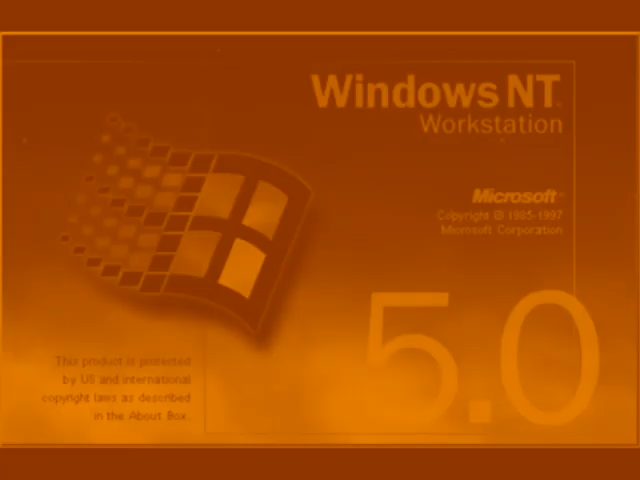 Windows NT
Workstation
Microsoft
Copyright © 1985-1997
Microsoft Corporation
5.0
This product is protected
by US and international
copyright laws as described
in the About Box.